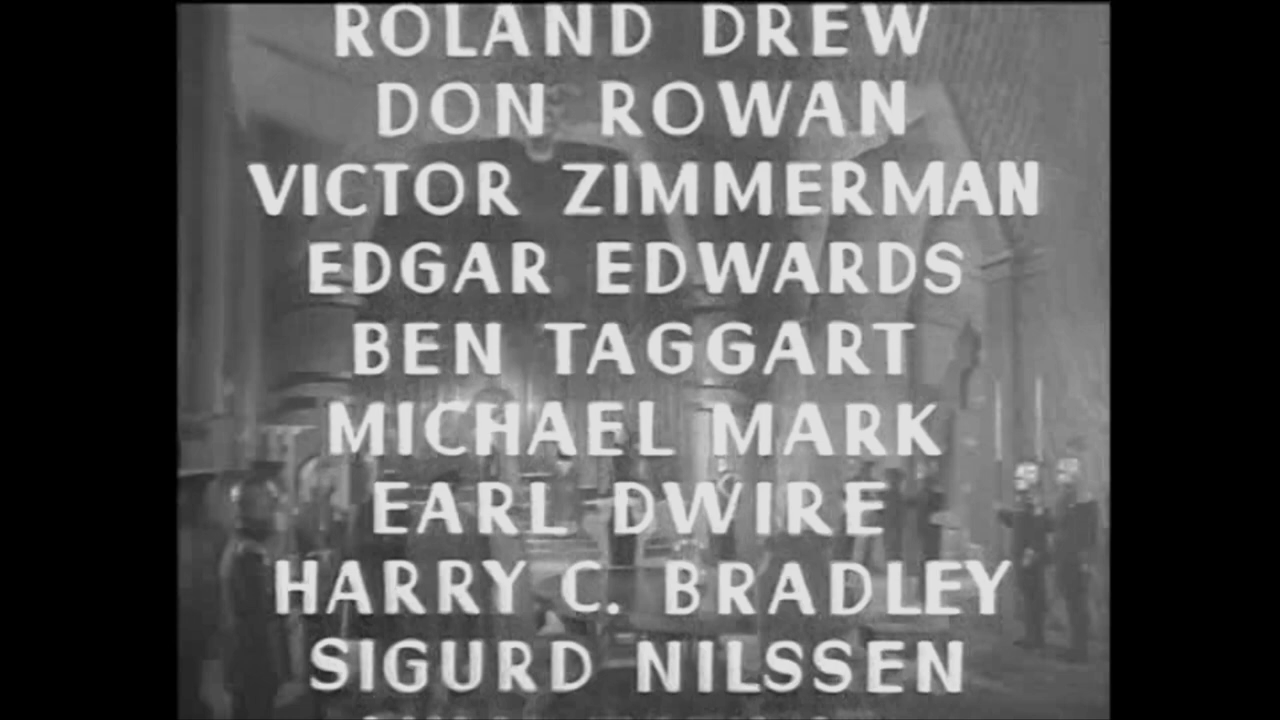 ROLAND DREW
DON ROWAN
VICTOR ZIMMERMAN
EDGAR EDWARDS
BEN TAGGART
MICHAEL MARK
EARL DWIRE
HARRY C. BRADLEY
SIGURD NILSSEN